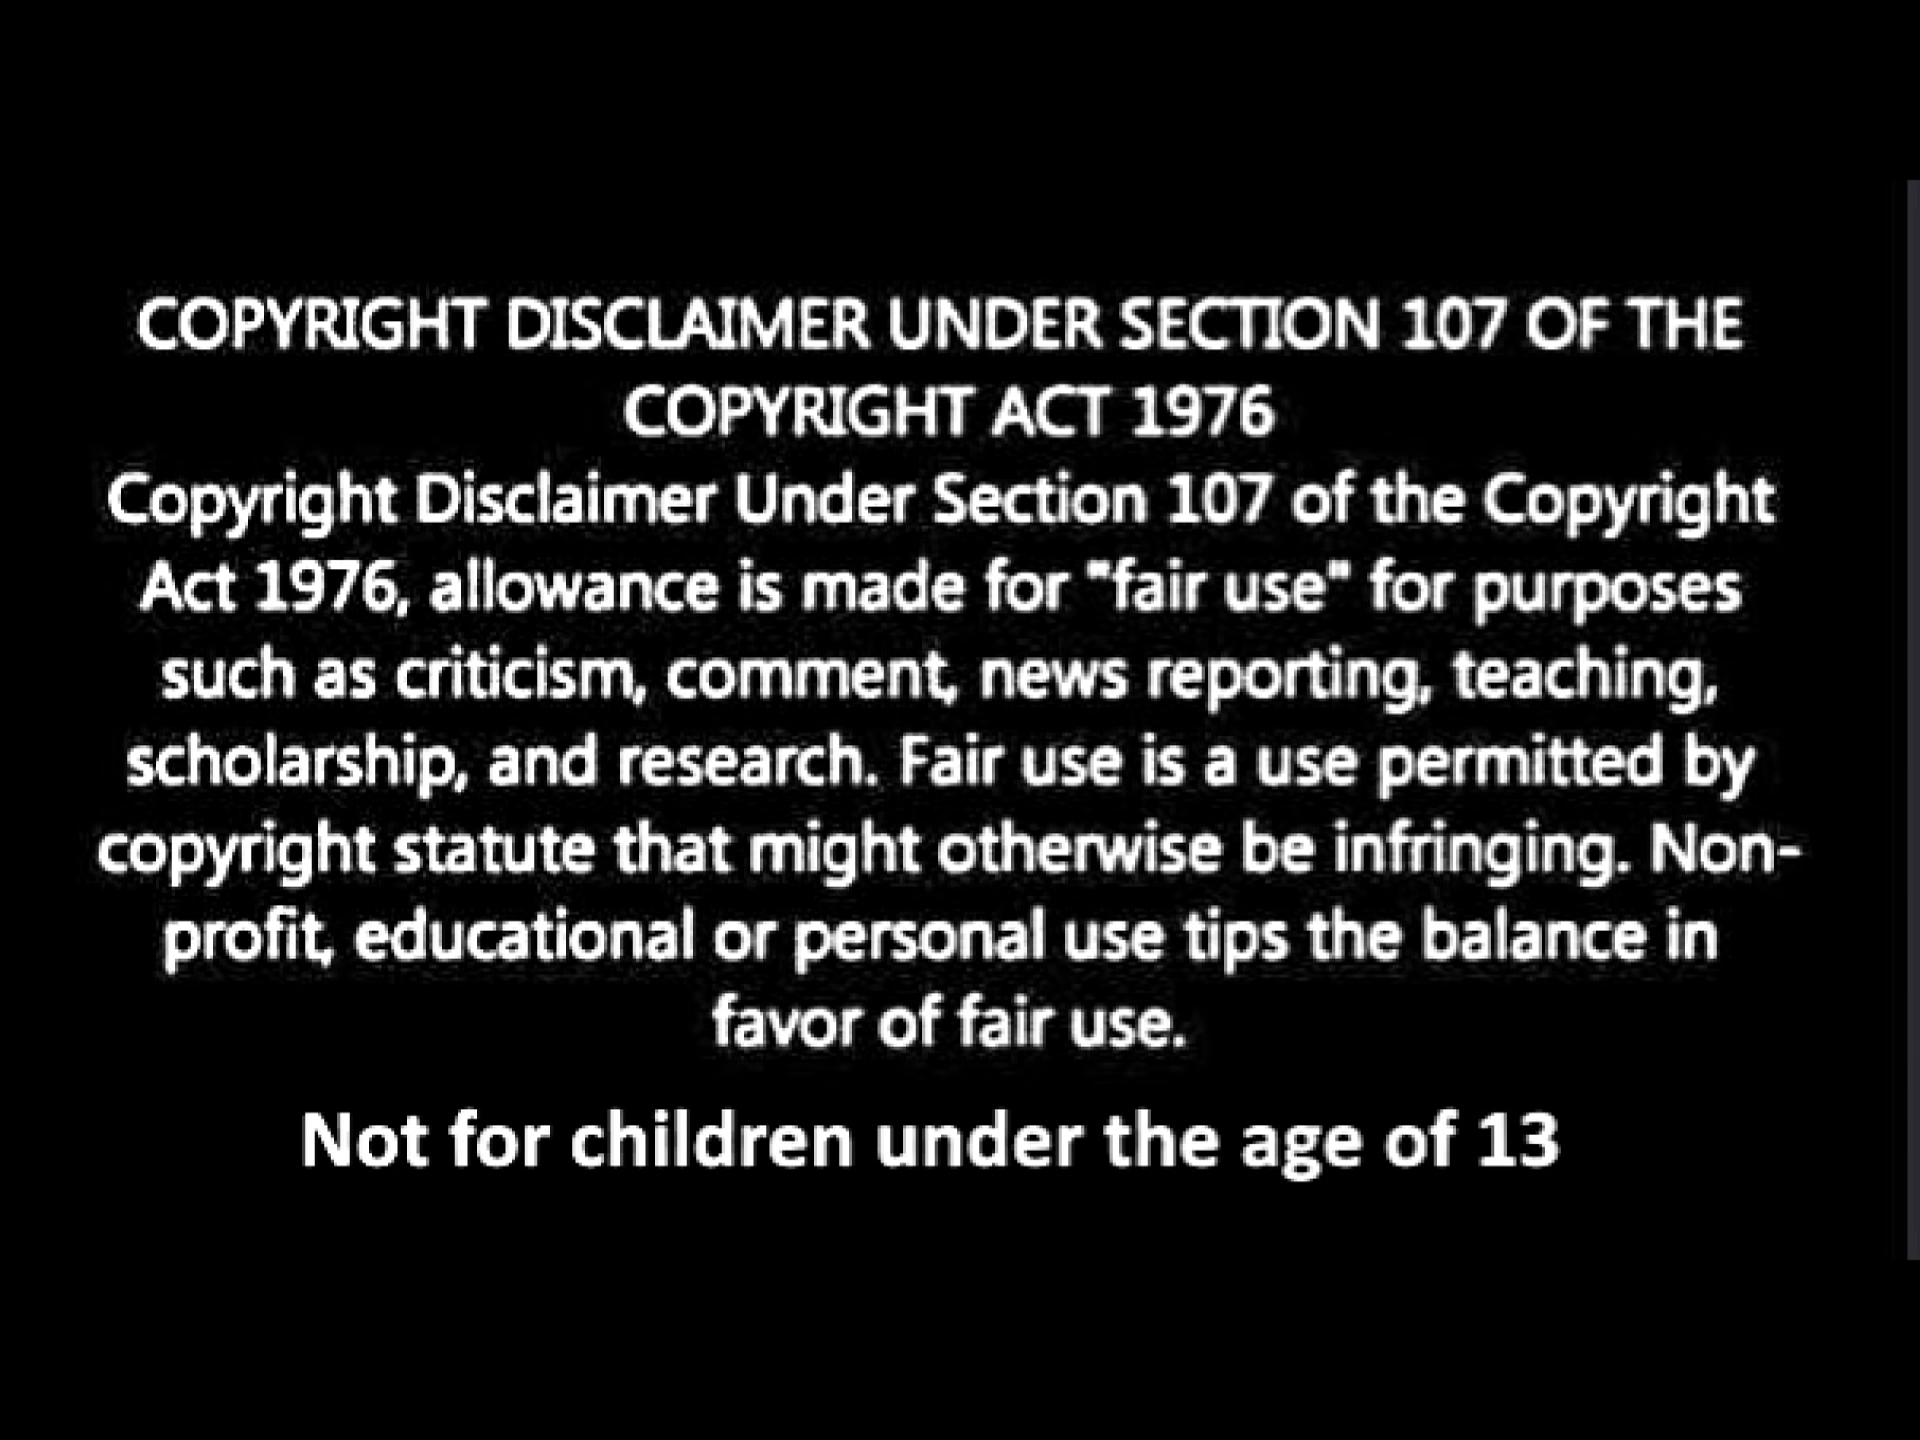 COPYRIGHT DISCLAIMER UNDER SECTION 107 OF THE
COPYRIGHT ACT 1976
Copyright Disclaimer Under Section 107 of the Copyright
Act 1976, allowance is made for "fair use" for purposes
such as criticism, comment, news reporting, teaching,
scholarship, and research. Fair use is a use permitted by
copyright statute that might otherwise be infringing. Non-
profit, educational or personal use tips the balance in
favor of fair use.
Not for children under the age of 13